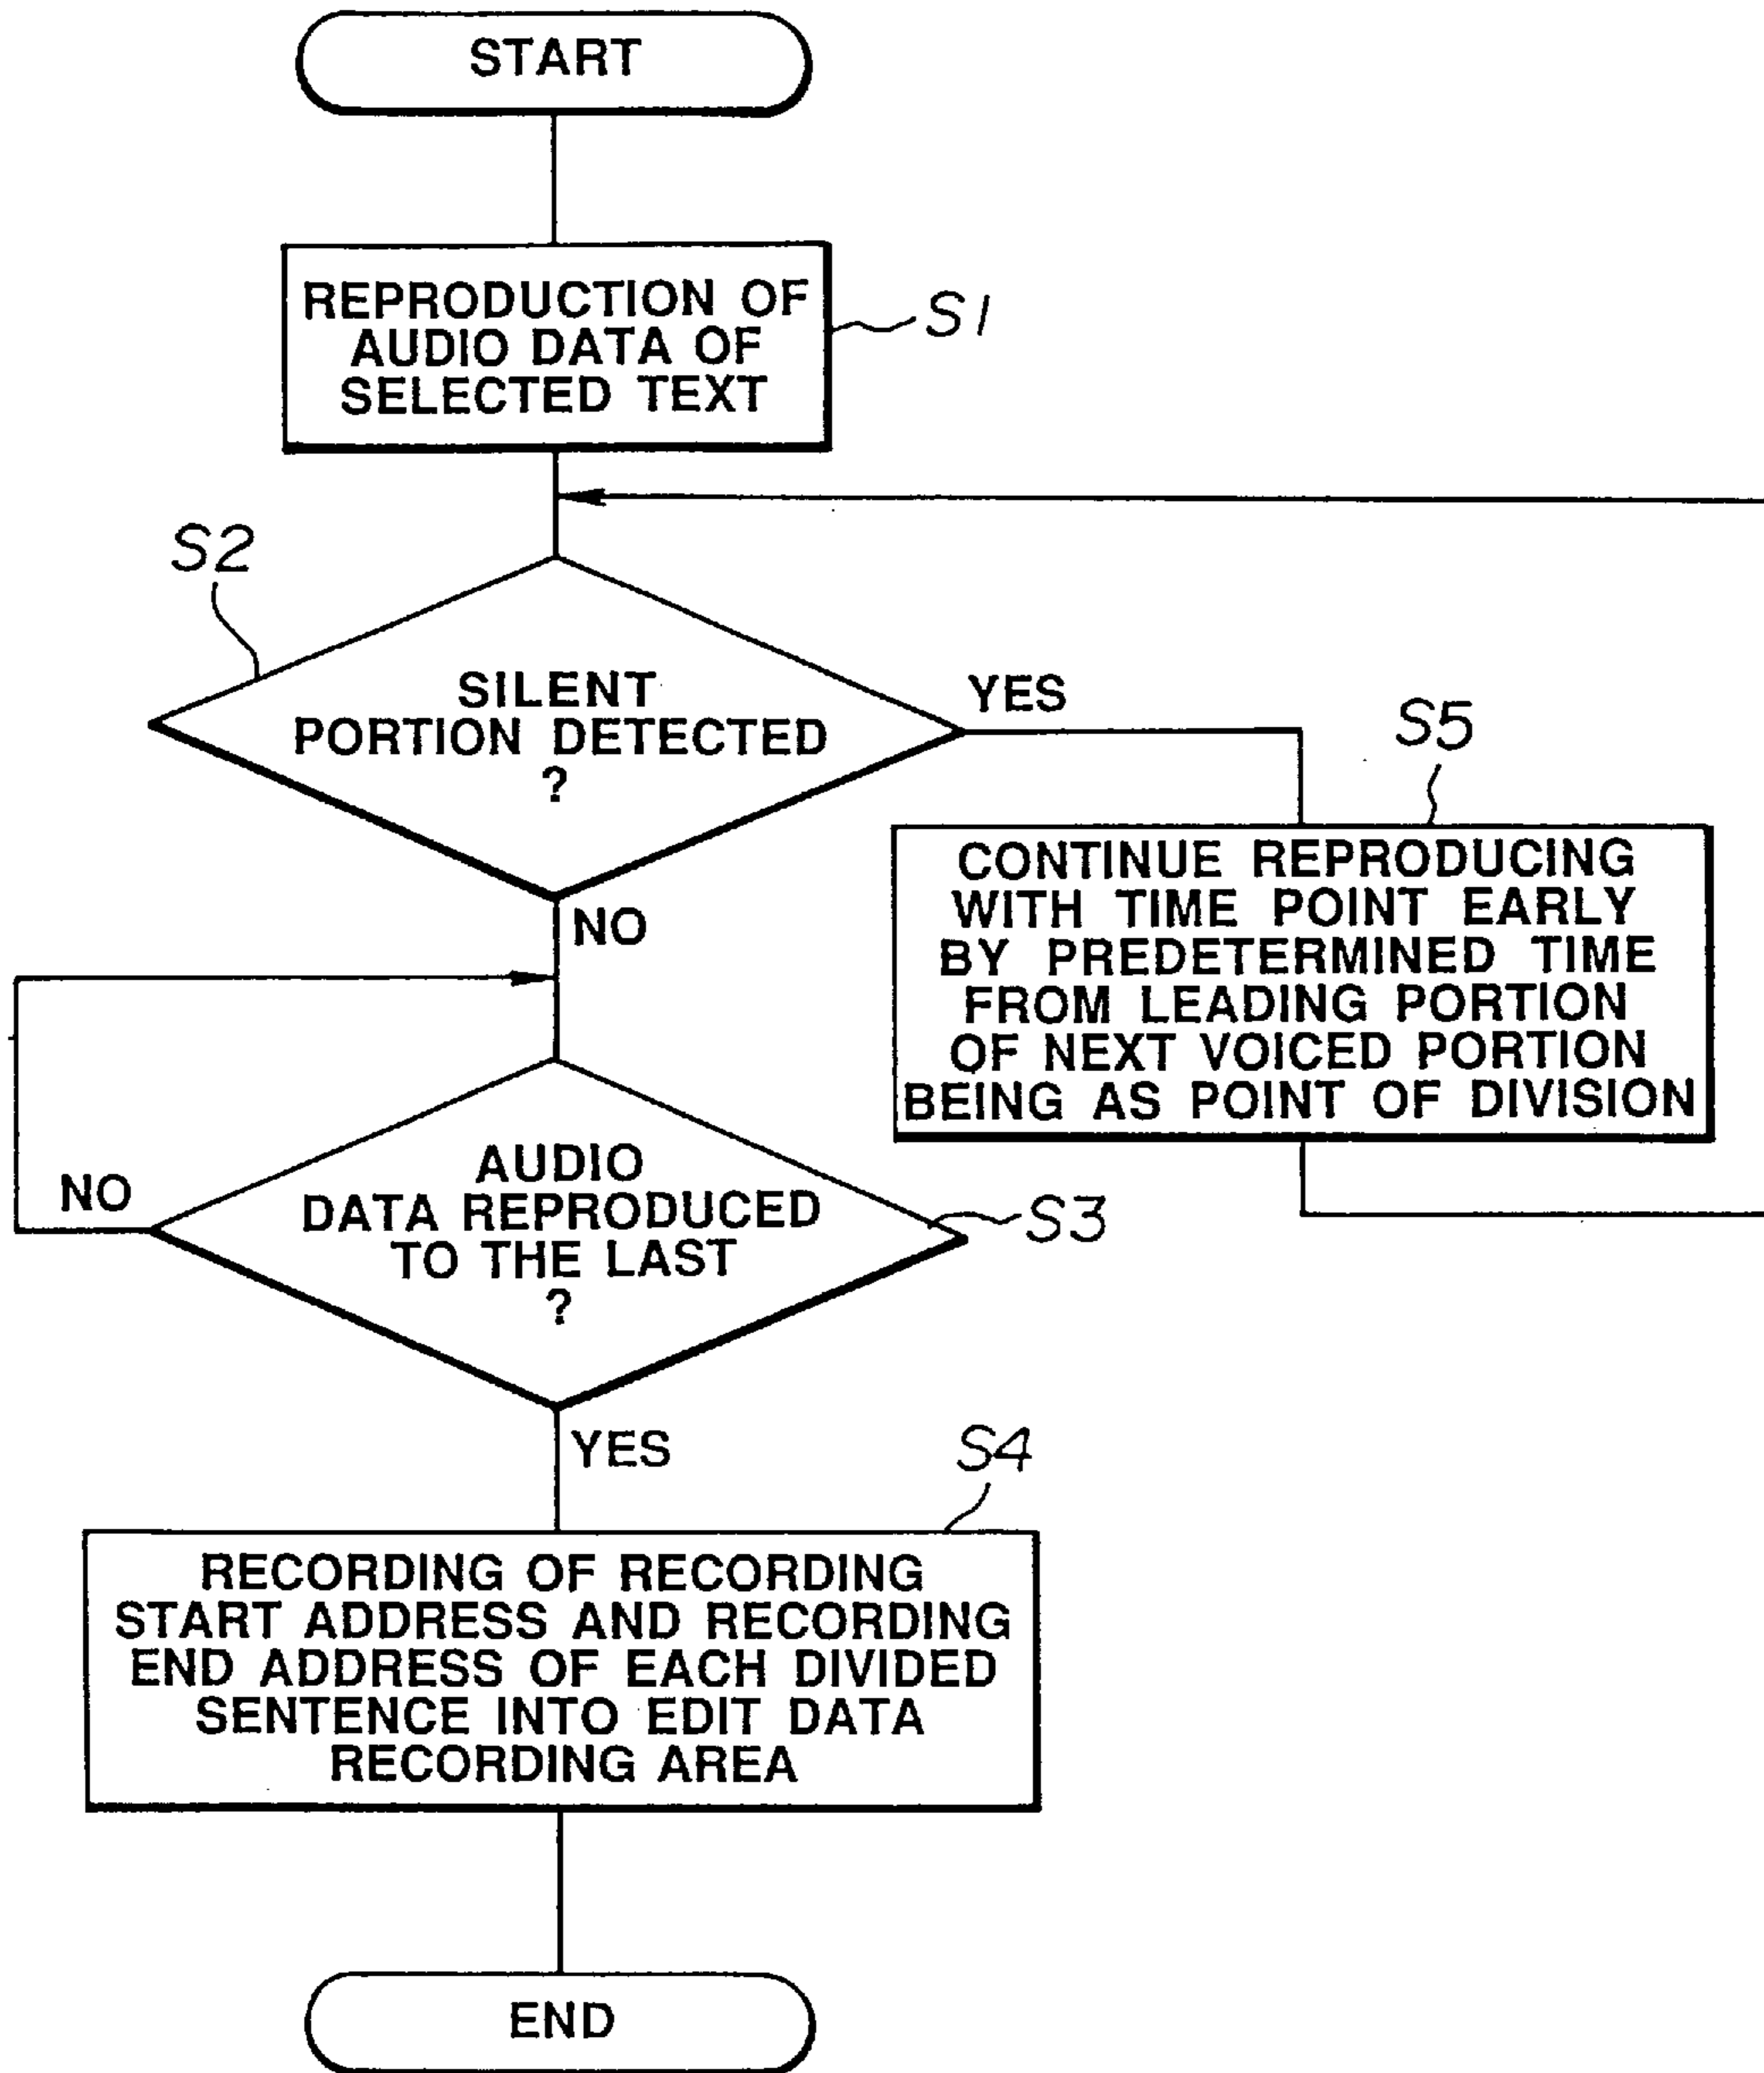 START
REPRODUCTION OF
AUDIO DATA OF
SELECTED TEXT
S1
S2
SILENT
PORTION DETECTED
?
YES
NO
S5
CONTINUE REPRODUCING
WITH TIME POINT EARLY
BY PREDETERMINED TIME
FROM LEADING PORTION
OF NEXT VOICED PORTION
BEING AS POINT OF DIVISION
AUDIO
DATA REPRODUCED
TO THE LAST
?
NO
S3
YES
S4
RECORDING OF RECORDING
START ADDRESS AND RECORDING
END ADDRESS OF EACH DIVIDED
SENTENCE INTO EDIT DATA
RECORDING AREA
END